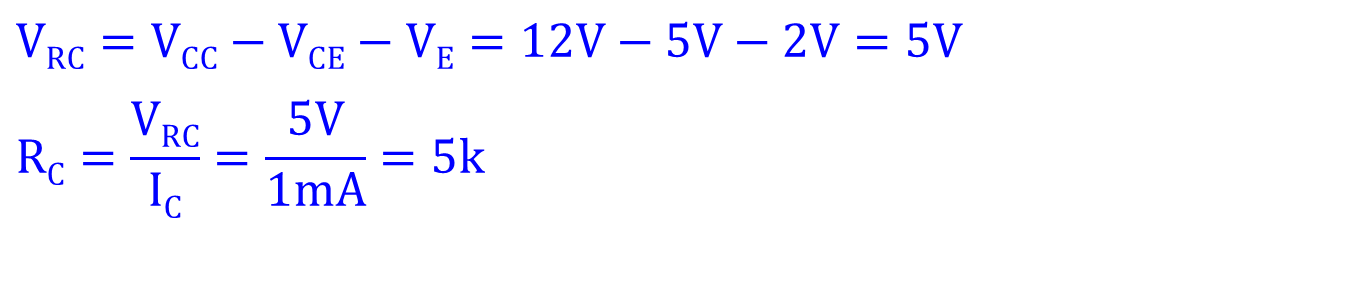 V_RC = V_CC − V_CE − V_E = 12V − 5V − 2V = 5V
R_C = V_RC / I_C = 5V / 1mA = 5k